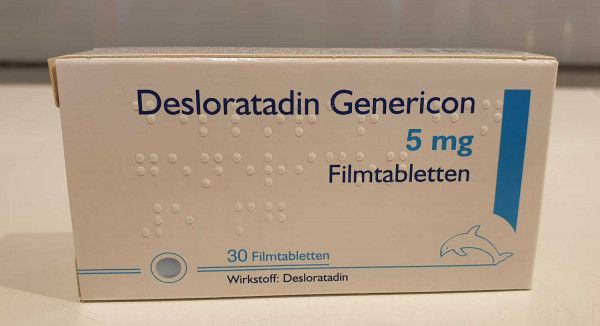 Desloratadin Genericon
5 mg
Filmtabletten
30 Filmtabletten
Wirkstoff: Desloratadin